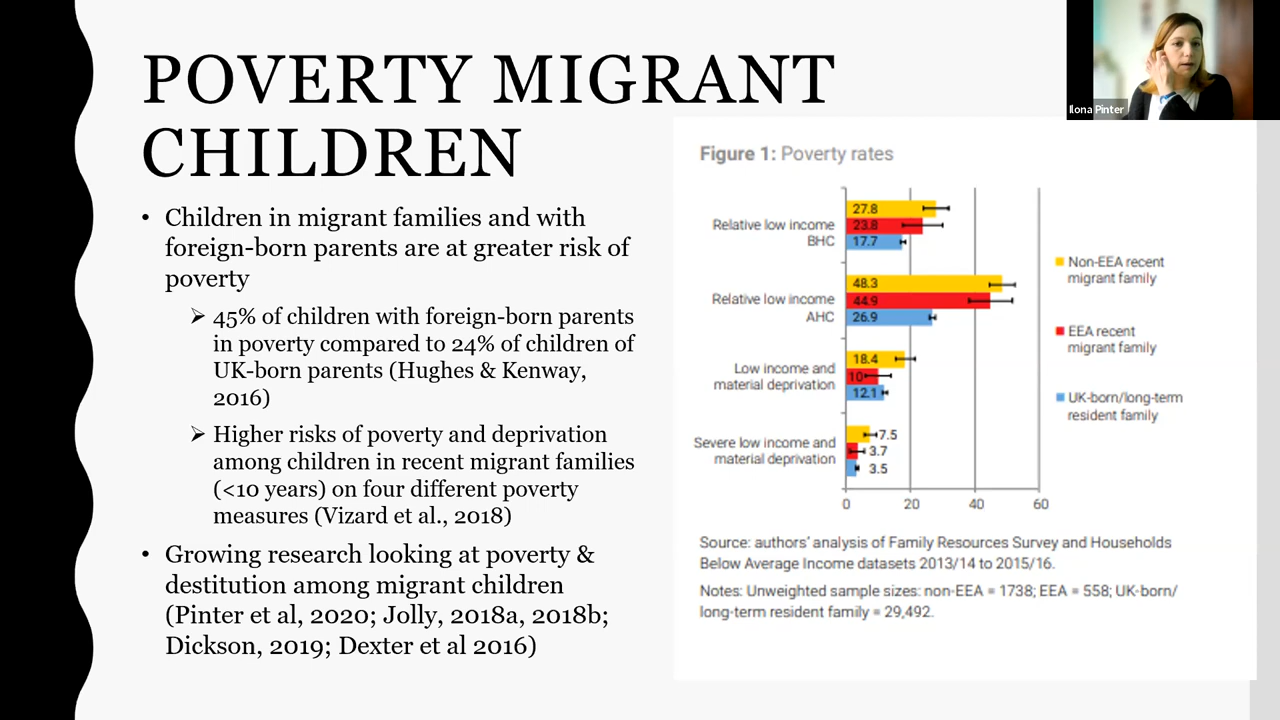 POVERTY MIGRANT
CHILDREN
• Children in migrant families and with
foreign-born parents are at greater risk of
poverty
➢ 45% of children with foreign-born parents
in poverty compared to 24% of children of
UK-born parents (Hughes & Kenway,
2016)
➢ Higher risks of poverty and deprivation
among children in recent migrant families
(<10 years) on four different poverty
measures (Vizard et al., 2018)
• Growing research looking at poverty &
destitution among migrant children
(Pinter et al, 2020; Jolly, 2018a, 2018b;
Dickson, 2019; Dexter et al 2016)
Ilona Pinter
Figure 1: Poverty rates
Relative low income
BHC
27.8
23.8
17.7
Relative low income
AHC
48.3
44.9
26.9
Low income and
material deprivation
18.4
10
12.1
Severe low income and
material deprivation
7.5
3.7
3.5
0 20 40 60
Non-EEA recent
migrant family
EEA recent
migrant family
UK-born/long-term
resident family
Source: authors' analysis of Family Resources Survey and Households
Below Average Income datasets 2013/14 to 2015/16.
Notes: Unweighted sample sizes: non-EEA = 1738; EEA = 558; UK-born/
long-term resident family = 29,492.